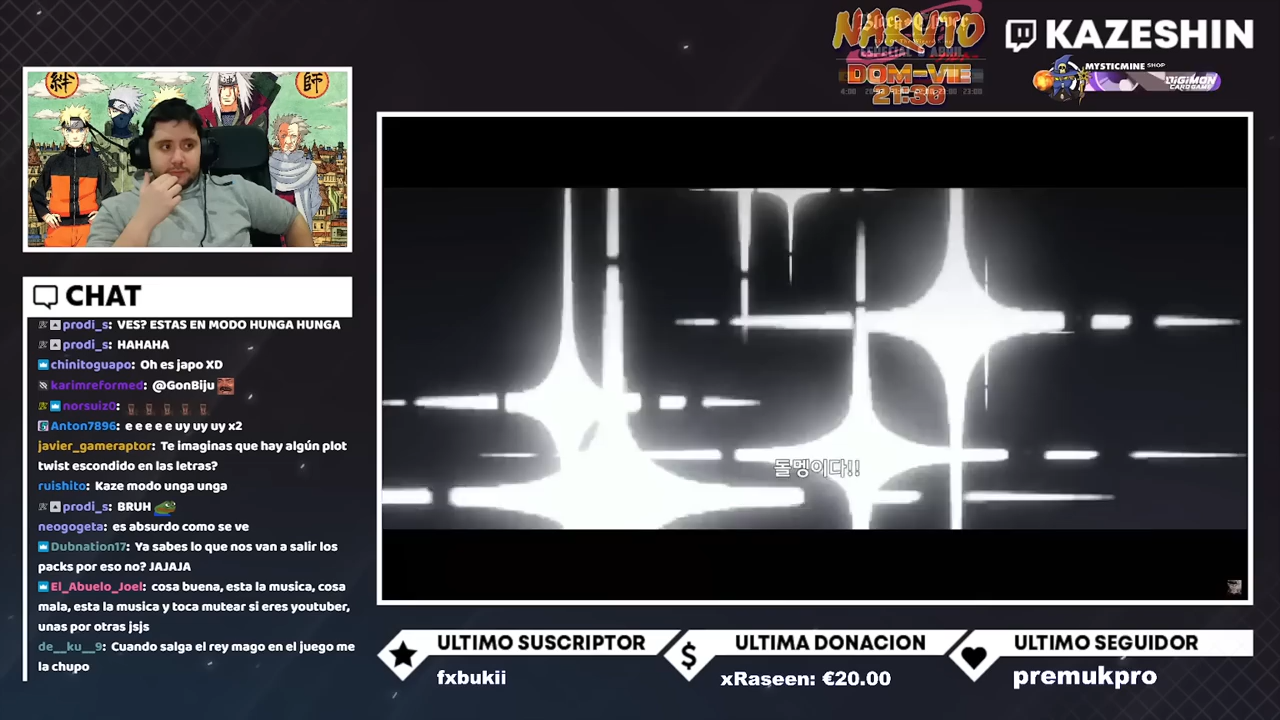 NARUTO
ESPECIAL D ABRIL
DOM-VIE
21:30
KAZESHIN
MYSTICMINE SHOP
DIGIMON
CARD GAME
CHAT
prodi_s: VES? ESTAS EN MODO HUNGA HUNGA
prodi_s: HAHAHA
chinitoguapo: Oh es japo XD
karimreformed: @GonBiju
norsuiz0:
Anton7896: e e e e e uy uy uy x2
javier_gameraptor: Te imaginas que hay algún plot
twist escondido en las letras?
ruishito: Kaze modo unga unga
prodi_s: BRUH
neogogeta: es absurdo como se ve
Dubnation17: Ya sabes lo que nos van a salir los
packs por eso no? JAJAJA
El_Abuelo_Joel: cosa buena, esta la musica, cosa
mala, esta la musica y toca mutear si eres youtuber,
unas por otras jsjs
de__ku__9: Cuando salga el rey mago en el juego me
la chupo
돌멩이다!!
ULTIMO SUSCRIPTOR
fxbukii
ULTIMA DONACION
xRaseen: €20.00
ULTIMO SEGUIDOR
premukpro